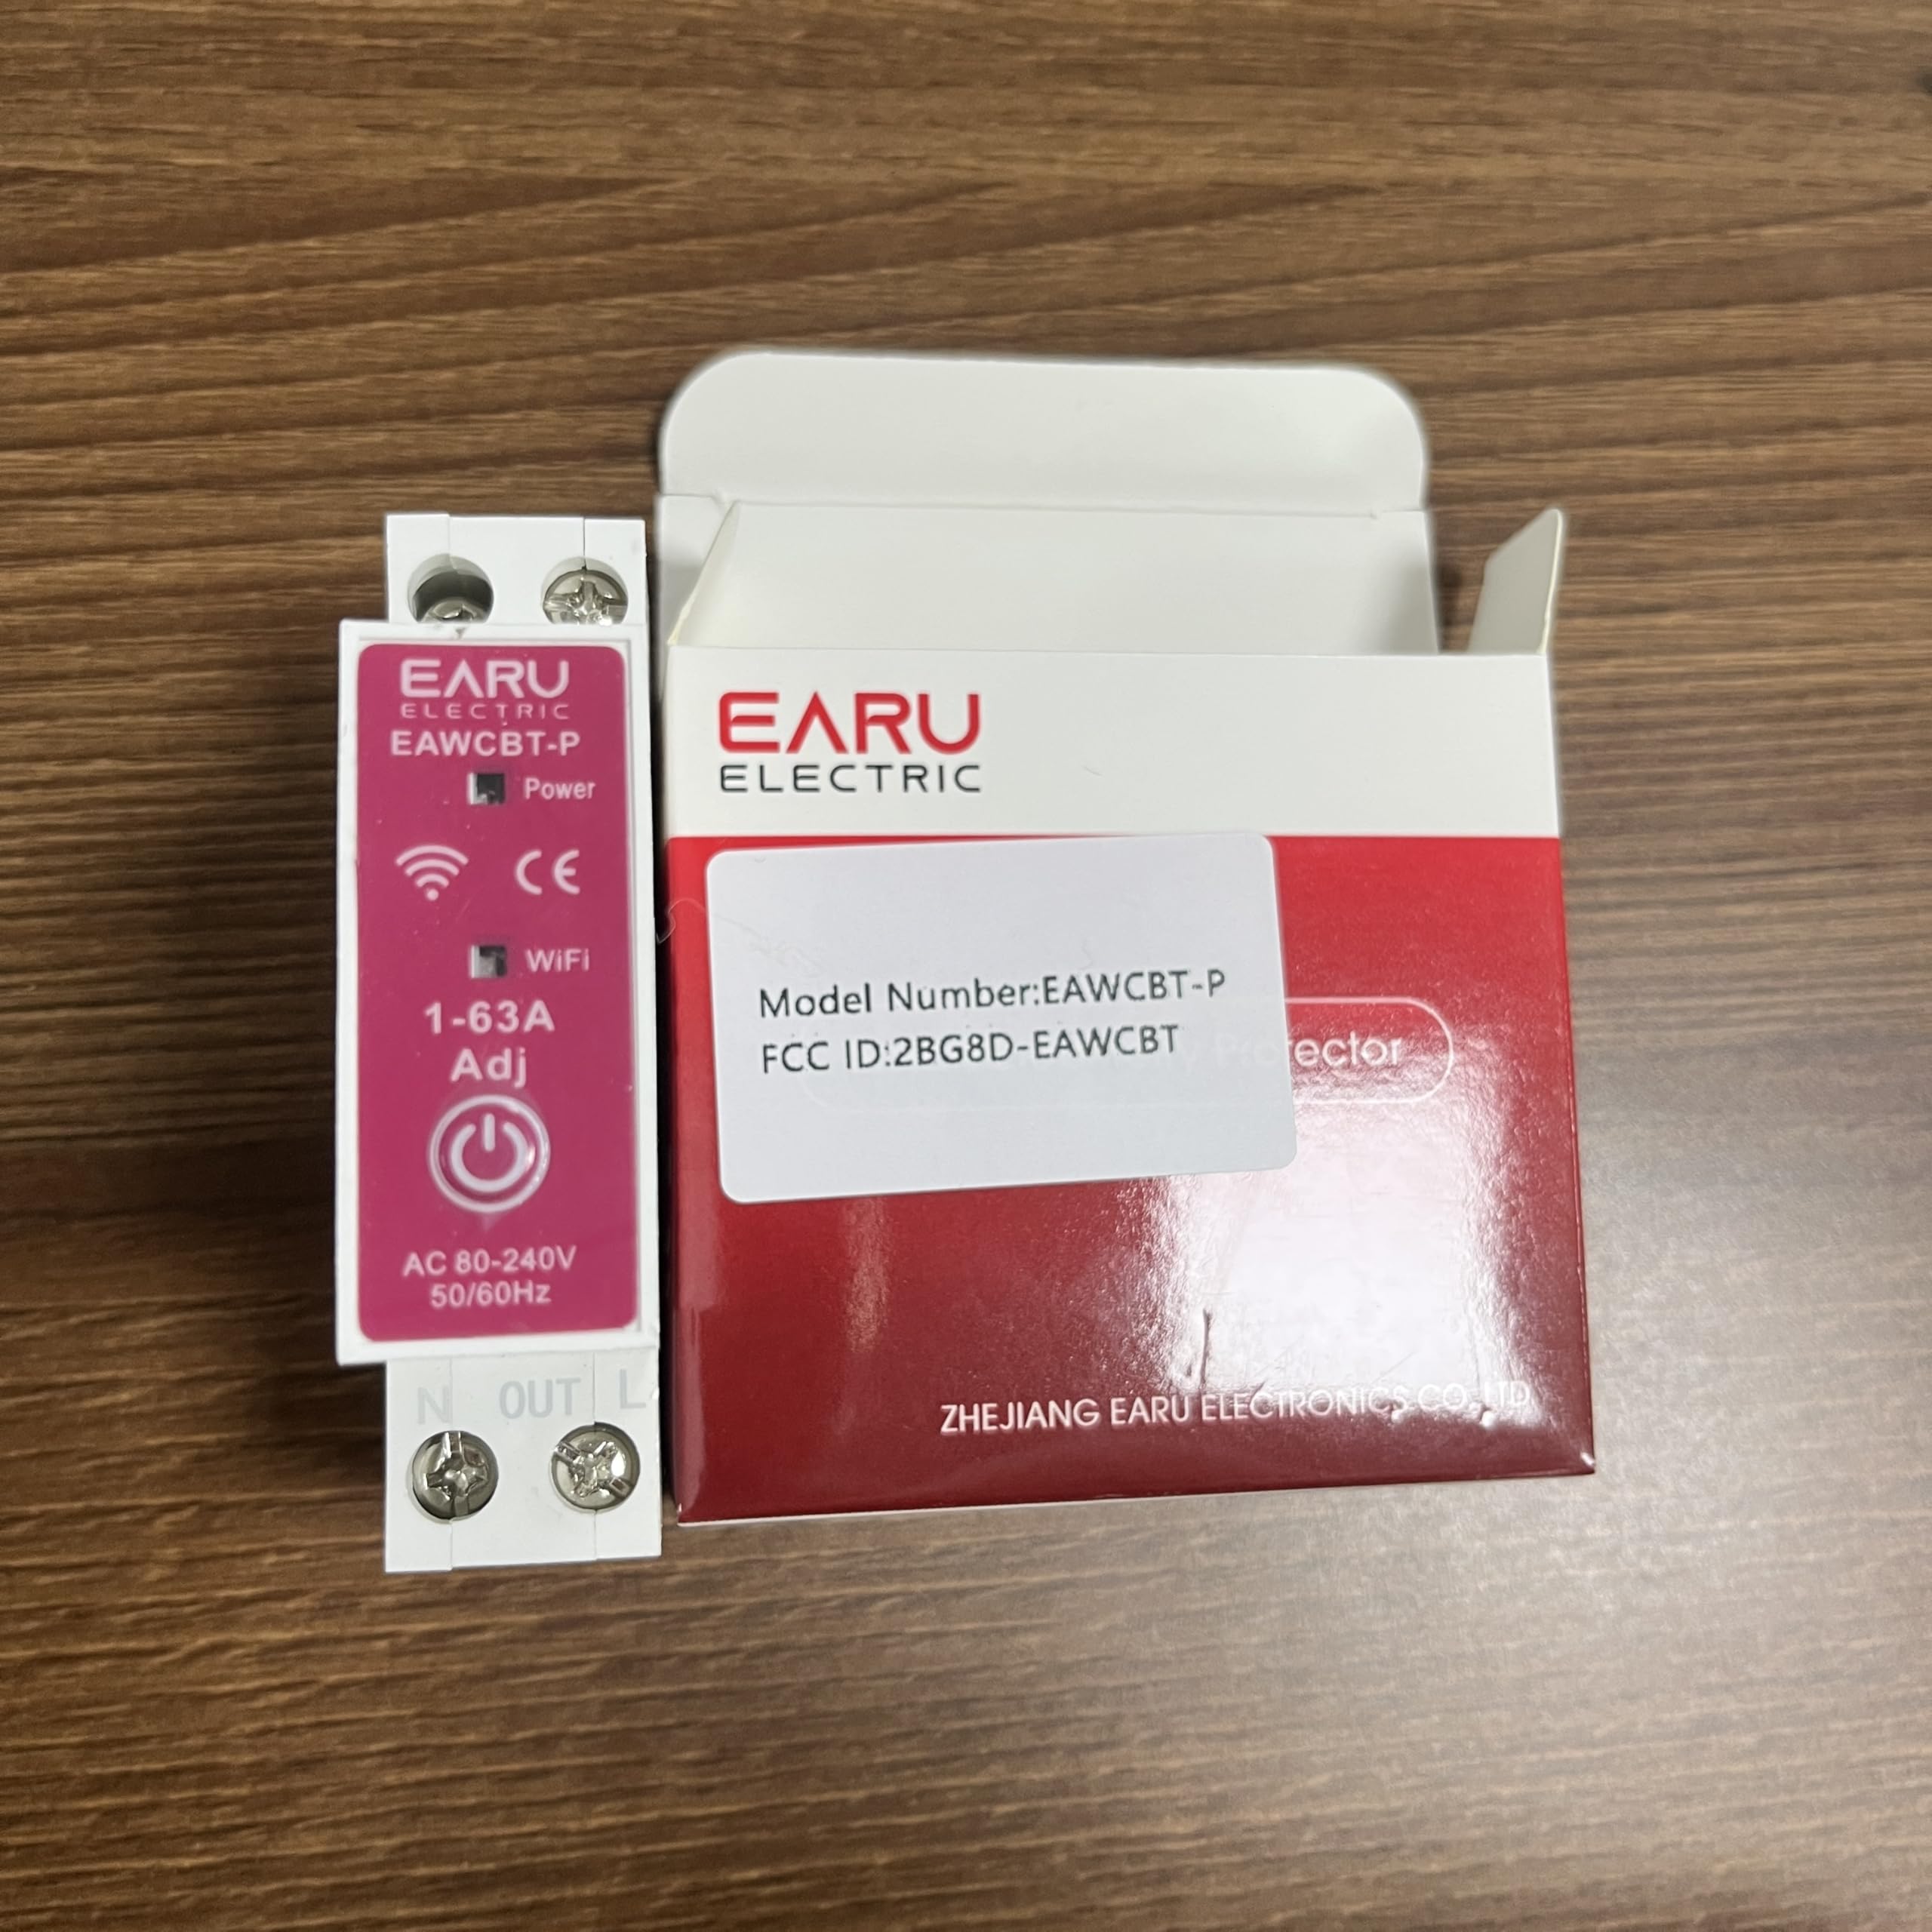 EARU
ELECTRIC
EAWCBT-P
Power
CE
WiFi
1-63A
Adj
AC 80-240V
50/60Hz
N OUT L
EARU
ELECTRIC
Model Number:EAWCBT-P
FCC ID:2BG8D-EAWCBT
ZHEJIANG EARU ELECTRONICS CO.,LTD